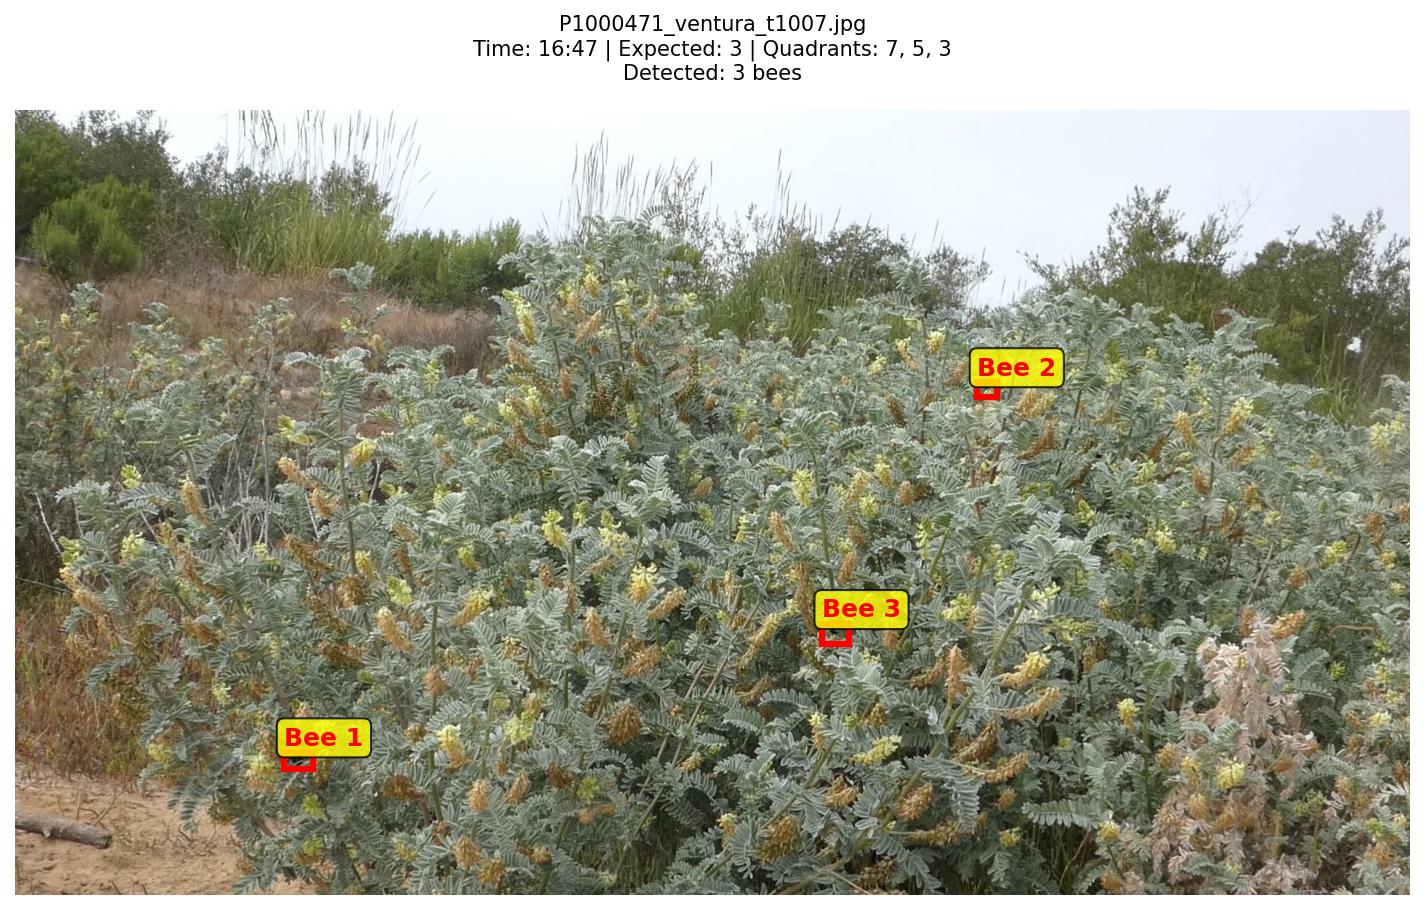 P1000471_ventura_t1007.jpg
Time: 16:47 | Expected: 3 | Quadrants: 7, 5, 3
Detected: 3 bees
Bee 2
Bee 3
Bee 1